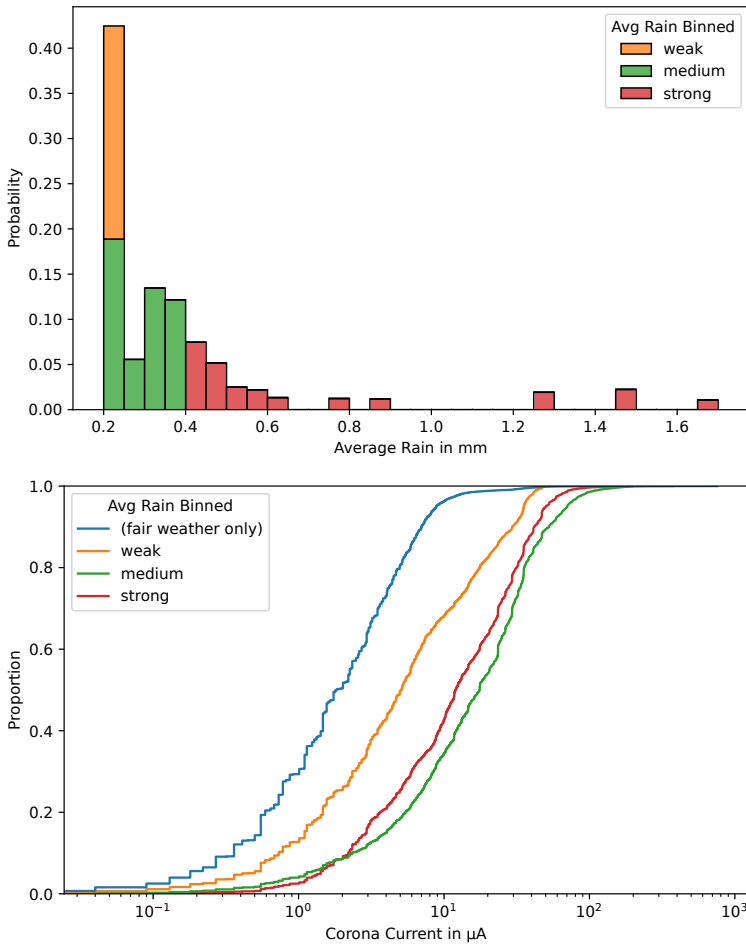 Avg Rain Binned
weak
medium
strong
0.40
0.35
0.30
0.25
0.20
0.15
0.10
0.05
0.00
Probability
0.2 0.4 0.6 0.8 1.0 1.2 1.4 1.6
Average Rain in mm
Avg Rain Binned
(fair weather only)
weak
medium
strong
1.0
0.8
0.6
0.4
0.2
0.0
Proportion
10⁻¹ 10⁰ 10¹ 10² 10³
Corona Current in µA